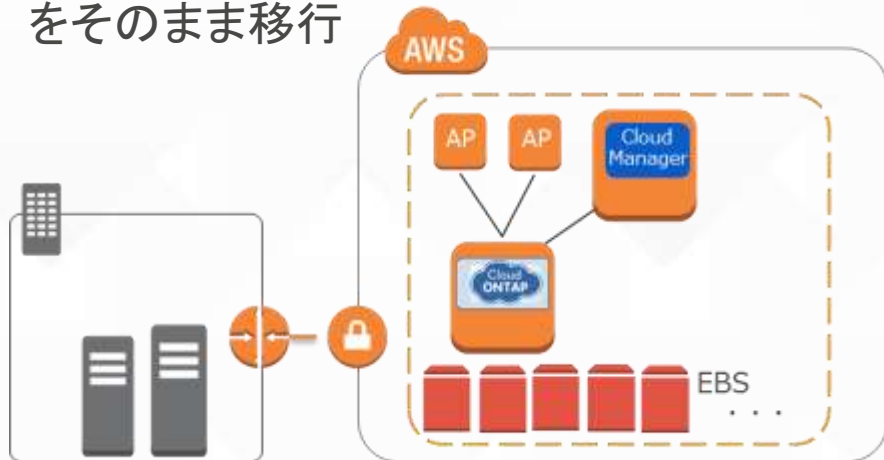 をそのまま移行
AWS
AP
AP
Cloud
Manager
Cloud
ONTAP
EBS
. . .